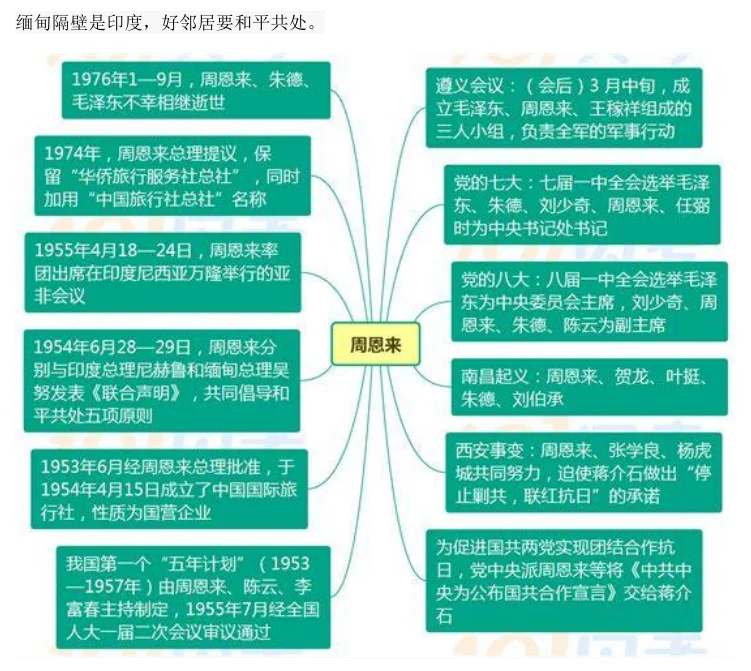 缅甸隔壁是印度，好邻居要和平共处。
1976年1—9月，周恩来、朱德、
毛泽东不幸相继逝世
1974年，周恩来总理提议，保
留“华侨旅行服务社总社”，同时
加用“中国旅行社总社”名称
1955年4月18—24日，周恩来率
团出席在印度尼西亚万隆举行的亚
非会议
1954年6月28—29日，周恩来分
别与印度总理尼赫鲁和缅甸总理吴
努发表《联合声明》，共同倡导和
平共处五项原则
1953年6月经周恩来总理批准，于
1954年4月15日成立了中国国际旅
行社，性质为国营企业
我国第一个“五年计划”（1953
—1957年）由周恩来、陈云、李
富春主持制定，1955年7月经全国
人大一届二次会议审议通过
周恩来
遵义会议：（会后）3月中旬，成
立毛泽东、周恩来、王稼祥组成的
三人小组，负责全军的军事行动
党的七大：七届一中全会选举毛泽
东、朱德、刘少奇、周恩来、任弼
时为中央书记处书记
党的八大：八届一中全会选举毛泽
东为中央委员会主席，刘少奇、周
恩来、朱德、陈云为副主席
南昌起义：周恩来、贺龙、叶挺、
朱德、刘伯承
西安事变：周恩来、张学良、杨虎
城共同努力，迫使蒋介石做出“停
止剿共，联红抗日”的承诺
为促进国共两党实现团结合作抗
日，党中央派周恩来等将《中共中
央为公布国共合作宣言》交给蒋介
石